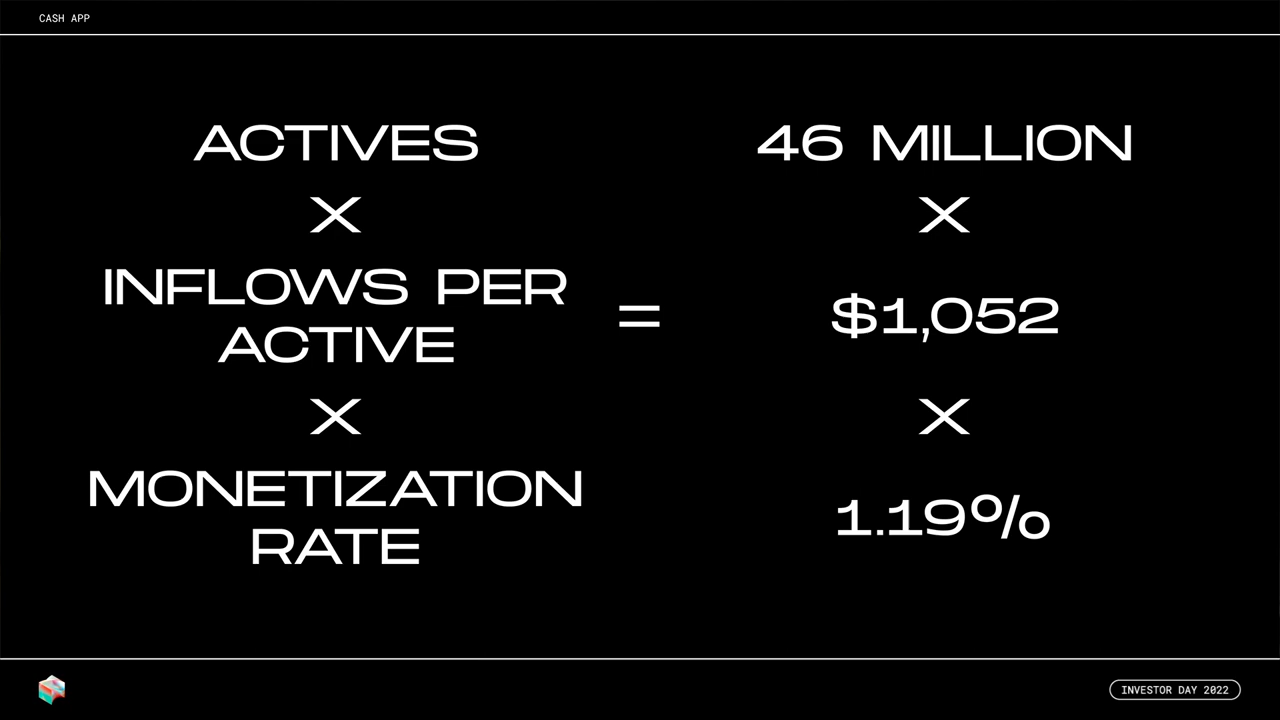 CASH APP
ACTIVES
X
INFLOWS PER
ACTIVE
X
MONETIZATION
RATE
=
46 MILLION
X
$1,052
X
1.19%
INVESTOR DAY 2022